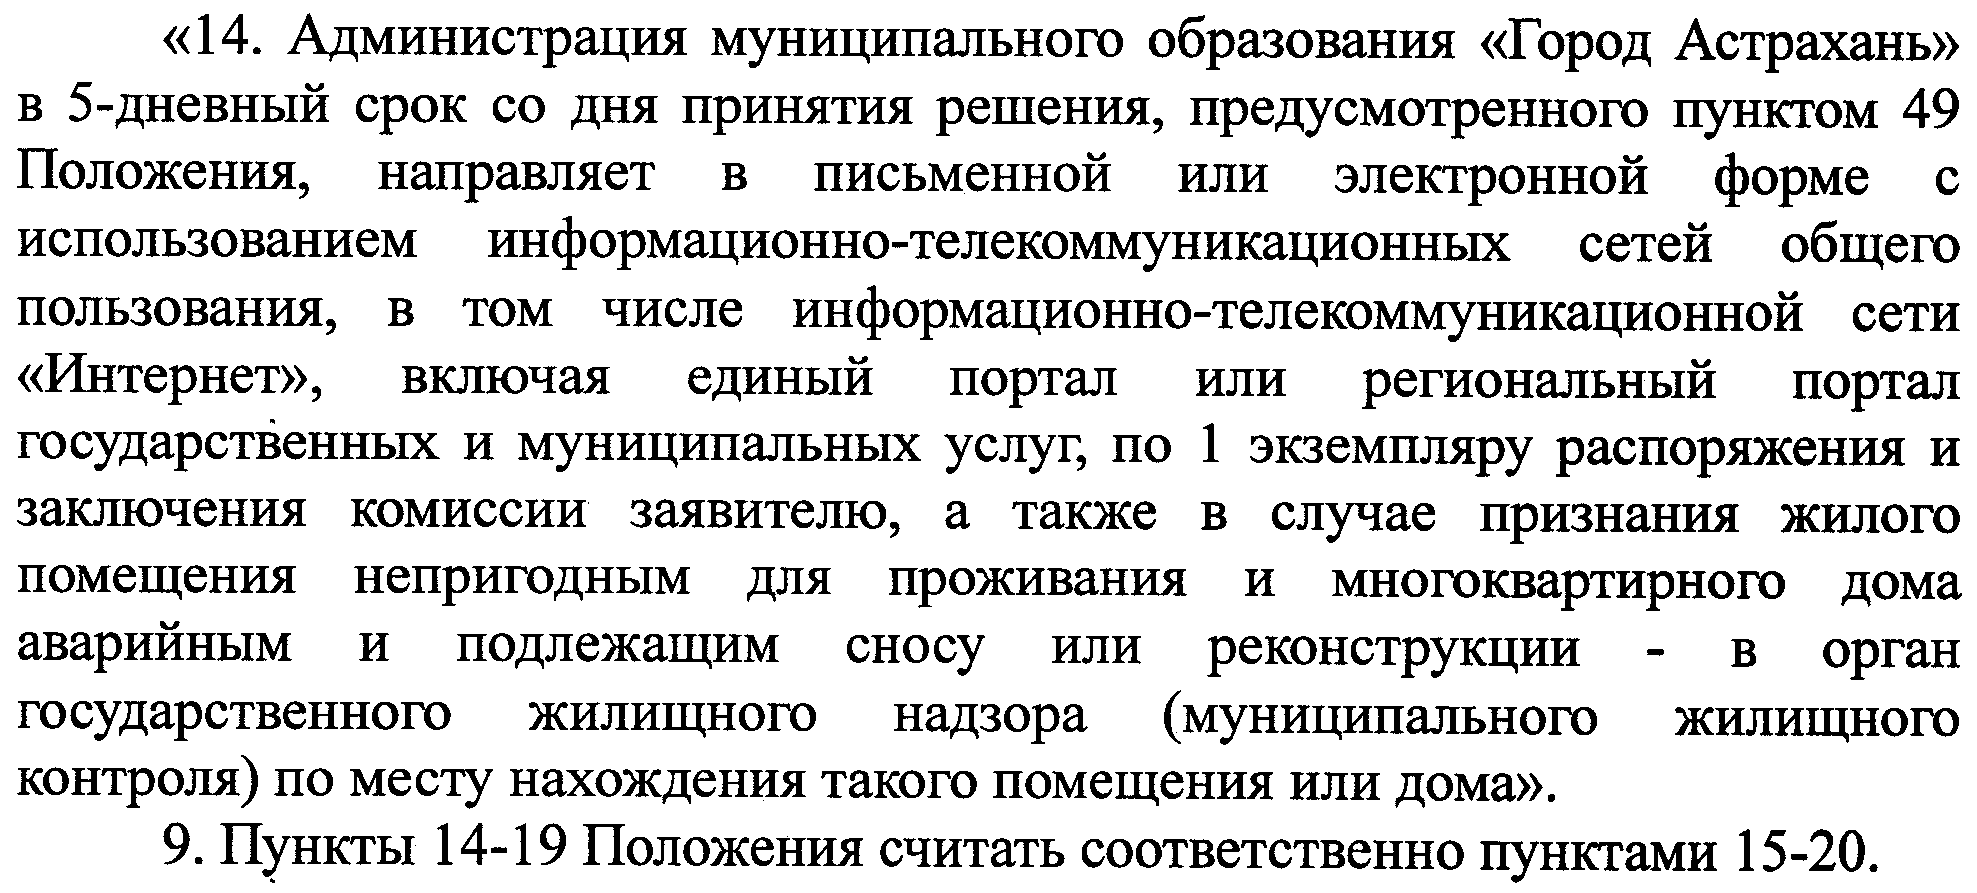 «14. Администрация муниципального образования «Город Астрахань»
в 5-дневный срок со дня принятия решения, предусмотренного пунктом 49
Положения, направляет в письменной или электронной форме с
использованием информационно-телекоммуникационных сетей общего
пользования, в том числе информационно-телекоммуникационной сети
«Интернет», включая единый портал или региональный портал
государственных и муниципальных услуг, по 1 экземпляру распоряжения и
заключения комиссии заявителю, а также в случае признания жилого
помещения непригодным для проживания и многоквартирного дома
аварийным и подлежащим сносу или реконструкции - в орган
государственного жилищного надзора (муниципального жилищного
контроля) по месту нахождения такого помещения или дома».
9. Пункты 14-19 Положения считать соответственно пунктами 15-20.